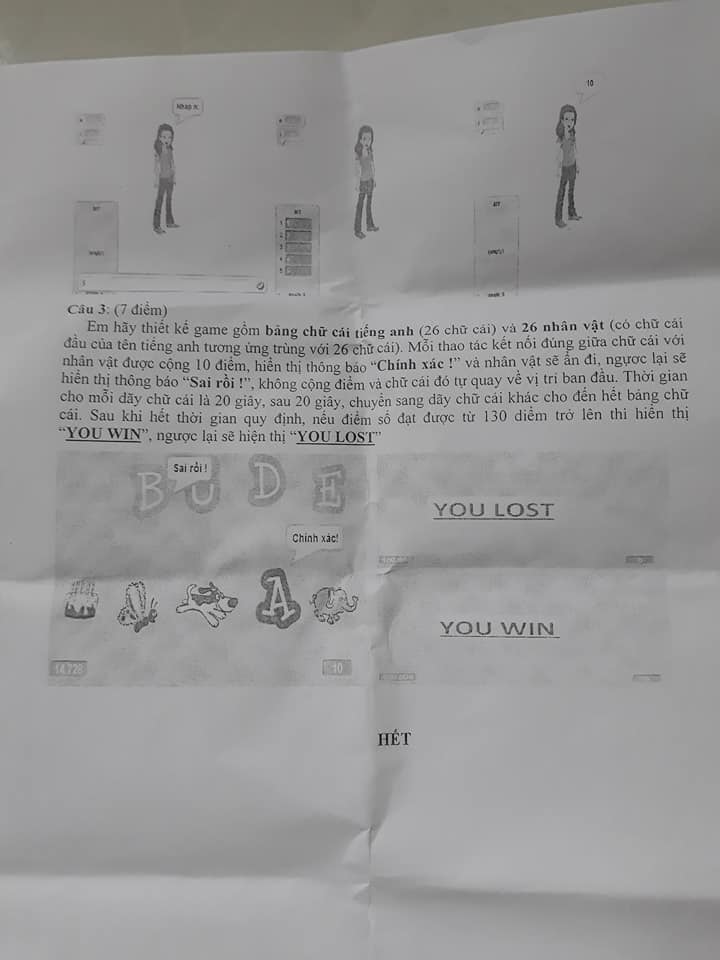 Nhap n:
10
Câu 3: (7 điểm)
Em hãy thiết kế game gồm bảng chữ cái tiếng anh (26 chữ cái) và 26 nhân vật (có chữ cái
đầu của tên tiếng anh tương ứng trùng với 26 chữ cái). Mỗi thao tác kết nối đúng giữa chữ cái với
nhân vật được cộng 10 điểm, hiển thị thông báo “Chính xác !” và nhân vật sẽ ẩn đi, ngược lại sẽ
hiển thị thông báo “Sai rồi !”, không cộng điểm và chữ cái đó tự quay về vị trí ban đầu. Thời gian
cho mỗi dãy chữ cái là 20 giây, sau 20 giây, chuyển sang dãy chữ cái khác cho đến hết bảng chữ
cái. Sau khi hết thời gian quy định, nếu điểm số đạt được từ 130 điểm trở lên thì hiển thị
“YOU WIN”, ngược lại sẽ hiện thị “YOU LOST”
Sai rồi !
B U D E
Chính xác!
A
14.728
10
YOU LOST
YOU WIN
HẾT